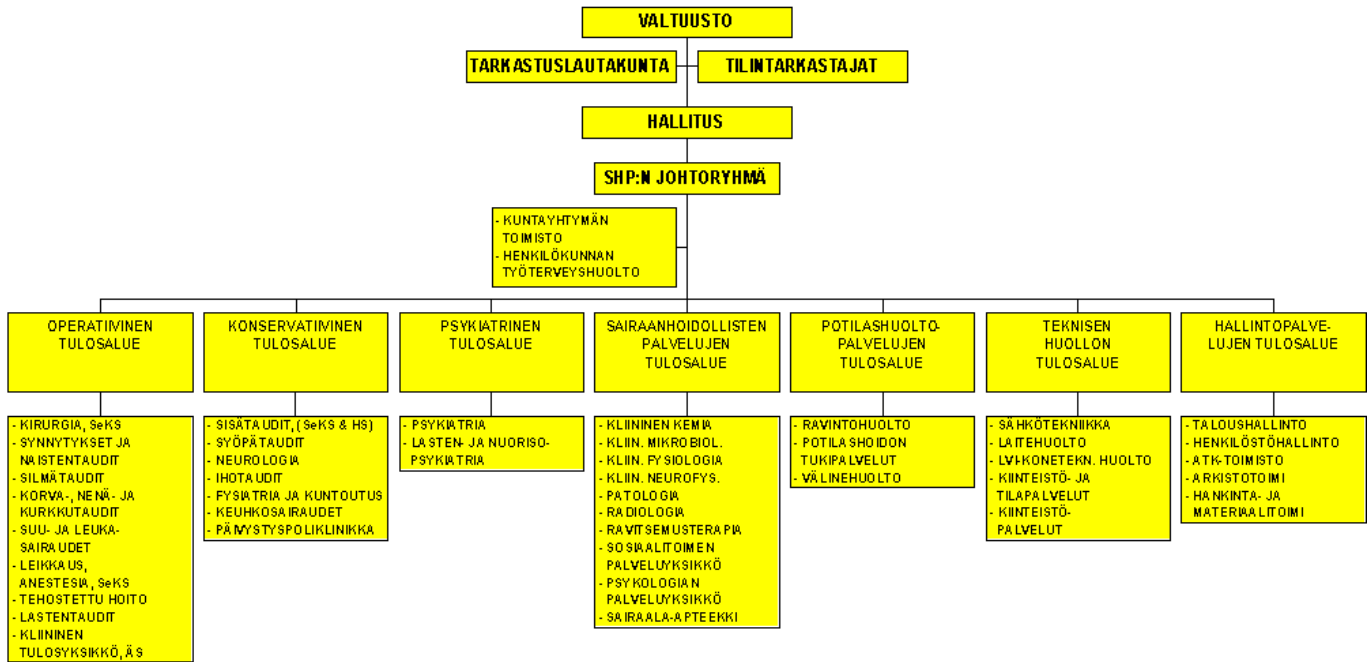 VALTUUSTO
TARKASTUSLAUTAKUNTA
TILINTARKASTAJAT
HALLITUS
SHP:N JOHTORYHMÄ
- KUNTAYHTYMÄN
TOIMISTO
- HENKILÖKUNNAN
TYÖTERVEYSHUOLTO
OPERATIIVINEN
TULOSALUE
KONSERVATIIVINEN
TULOSALUE
PSYKIATRINEN
TULOSALUE
SAIRAANHOIDOLLISTEN
PALVELUJEN
TULOSALUE
POTILASHUOLTO-
PALVELUJEN
TULOSALUE
TEKNISEN
HUOLLON
TULOSALUE
HALLINTOPALVE-
LUJEN TULOSALUE
- KIRURGIA, SeKS
- SYNNYTYKSET JA
NAISTENTAUDIT
- SILMÄTAUDIT
- KORVA-, NENÄ- JA
KURKKUTAUDIT
- SUU- JA LEUKA-
SAIRAUDET
- LEIKKAUS,
ANESTESIA, SeKS
- TEHOSTETTU HOITO
- LASTENTAUDIT
- KLIININEN
TULOSYKSIKKÖ, ÄS
- SISÄTAUDIT, (SeKS & HS)
- SYÖPÄTAUDIT
- NEUROLOGIA
- IHOTAUDIT
- FYSIATRIA JA KUNTOUTUS
- KEUHKOSAIRAUDET
- PÄIVYSTYSPOLIKLINIKKA
- PSYKIATRIA
- LASTEN- JA NUORISO-
PSYKIATRIA
- KLIININEN KEMIA
- KLIIN. MIKROBIOL.
- KLIIN. FYSIOLOGIA
- KLIIN. NEUROFYS.
- PATOLOGIA
- RADIOLOGIA
- RAVITSEMUSTERAPIA
- SOSIAALITOIMEN
PALVELUYKSIKKÖ
- PSYKOLOGIAN
PALVELUYKSIKKÖ
- SAIRAALA-APTEEKKI
- RAVINTOHUOLTO
- POTILASHOIDON
TUKIPALVELUT
- VÄLINEHUOLTO
- SÄHKÖTEKNIIKKA
- LAITEHUOLTO
- LVI-KONETEKN. HUOLTO
- KIINTEISTÖ- JA
TILAPALVELUT
- KIINTEISTÖ-
PALVELUT
- TALOUSHALLINTO
- HENKILÖSTÖHALLINTO
- ATK-TOIMISTO
- ARKISTOTOIMI
- HANKINTA- JA
MATERIAALITOIMI